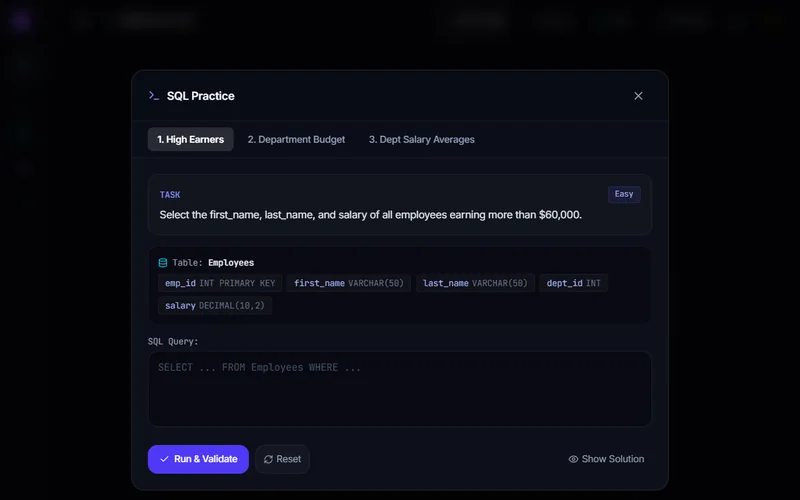 SQL Practice
1. High Earners 2. Department Budget 3. Dept Salary Averages
TASK
Easy
Select the first_name, last_name, and salary of all employees earning more than $60,000.
Table: Employees
emp_id INT PRIMARY KEY first_name VARCHAR(50) last_name VARCHAR(50) dept_id INT
salary DECIMAL(10,2)
SQL Query:
SELECT ... FROM Employees WHERE ...
Run & Validate Reset Show Solution